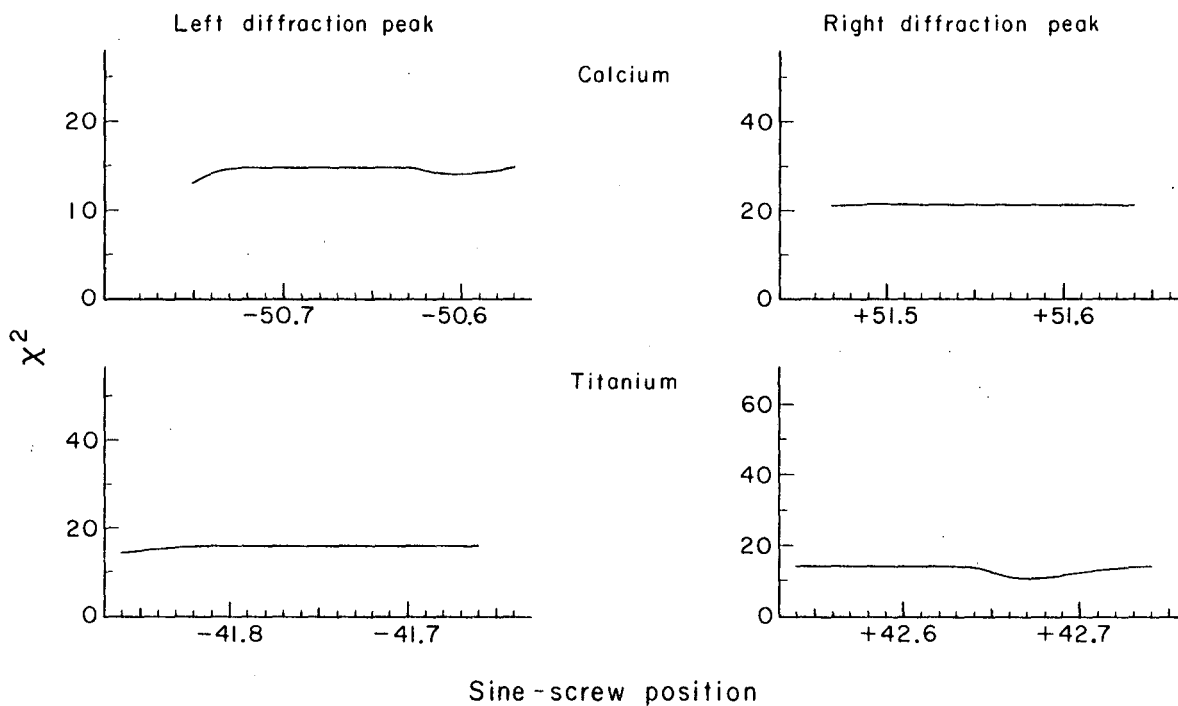 Left diffraction peak
Right diffraction peak
Calcium
20
10
0
-50.7 -50.6
40
20
0
+51.5 +51.6
χ²
Titanium
40
20
0
-41.8 -41.7
60
40
20
0
+42.6 +42.7
Sine-screw position